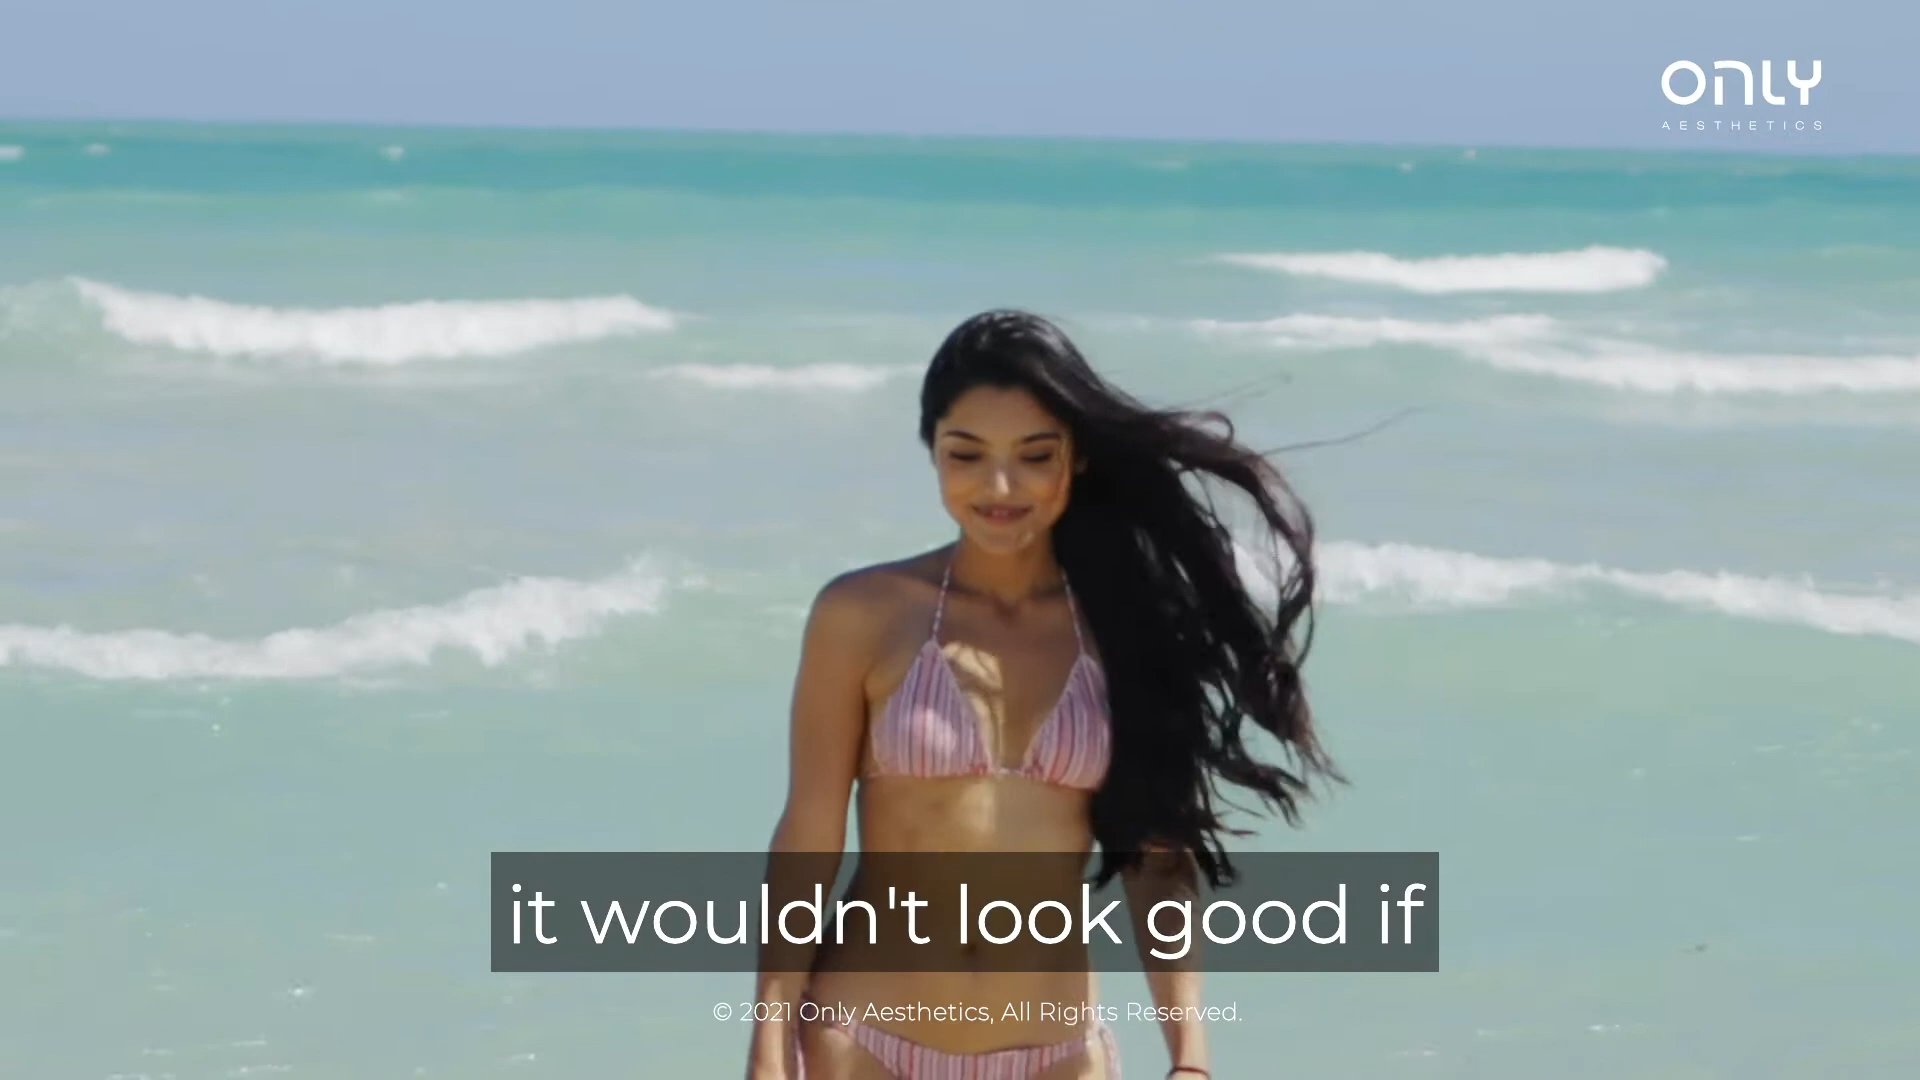 ONLY
AESTHETICS
it wouldn't look good if
© 2021 Only Aesthetics, All Rights Reserved.